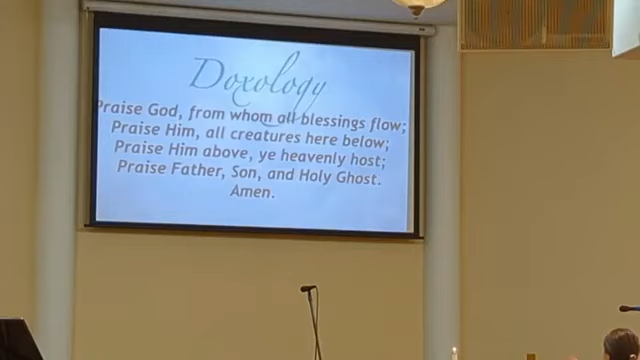 Doxology
Praise God, from whom all blessings flow;
Praise Him, all creatures here below;
Praise Him above, ye heavenly host;
Praise Father, Son, and Holy Ghost.
Amen.